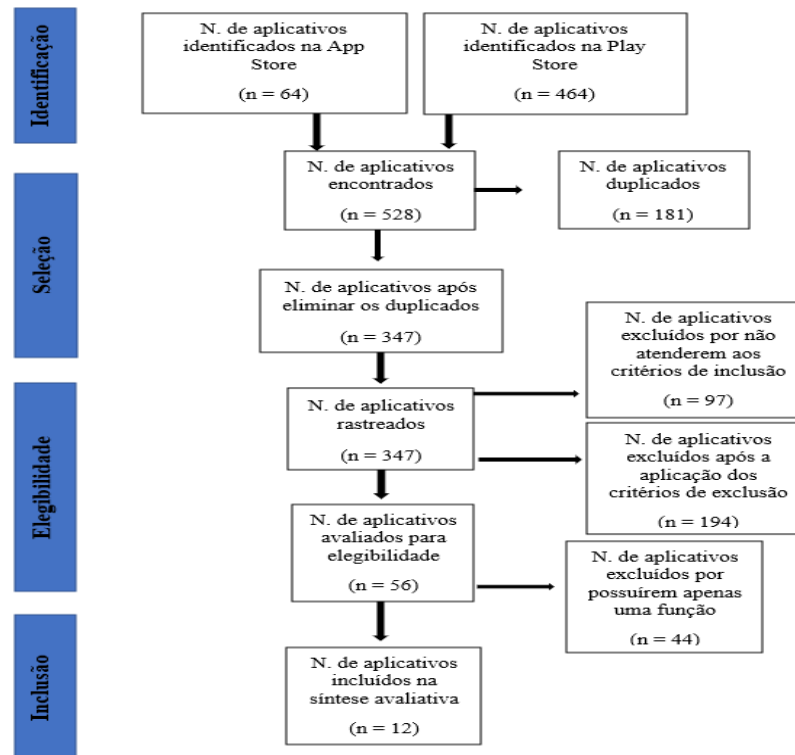 Identificação
N. de aplicativos
identificados na App
Store
(n = 64)
N. de aplicativos
identificados na Play
Store
(n = 464)
Seleção
N. de aplicativos
encontrados
(n = 528)
N. de aplicativos
duplicados
(n = 181)
N. de aplicativos após
eliminar os duplicados
(n = 347)
Elegibilidade
N. de aplicativos
rastreados
(n = 347)
N. de aplicativos
excluídos por não
atenderem aos
critérios de inclusão
(n = 97)
N. de aplicativos
excluídos após a
aplicação dos
critérios de exclusão
(n = 194)
N. de aplicativos
avaliados para
elegibilidade
(n = 56)
N. de aplicativos
excluídos por
possuírem apenas
uma função
(n = 44)
Inclusão
N. de aplicativos
incluídos na
síntese avaliativa
(n = 12)